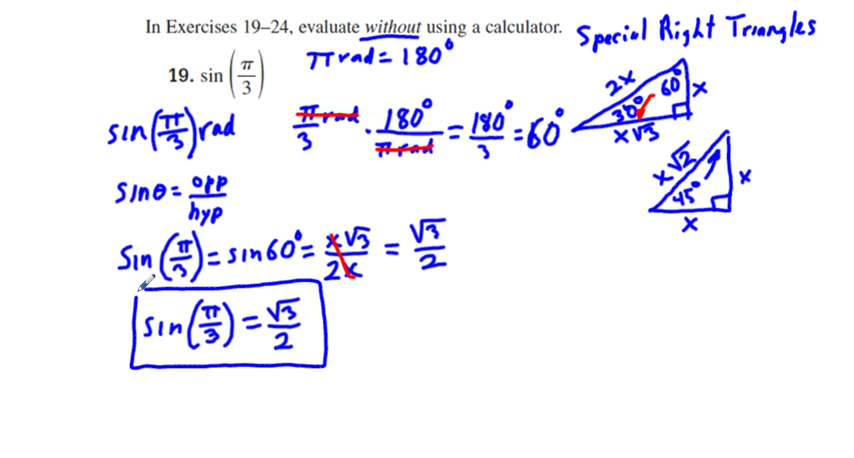 In Exercises 19–24, evaluate without using a calculator.
Special Right Triangles
π rad = 180°
19. sin (π/3)
sin(π/3) rad
π rad/3 · 180°/π rad = 180°/3 = 60°
2x 60° x
30°
x√3
x√2 x
45°
x
sin θ = opp/hyp
sin(π/3) = sin 60° = x√3/2x = √3/2
sin(π/3) = √3/2